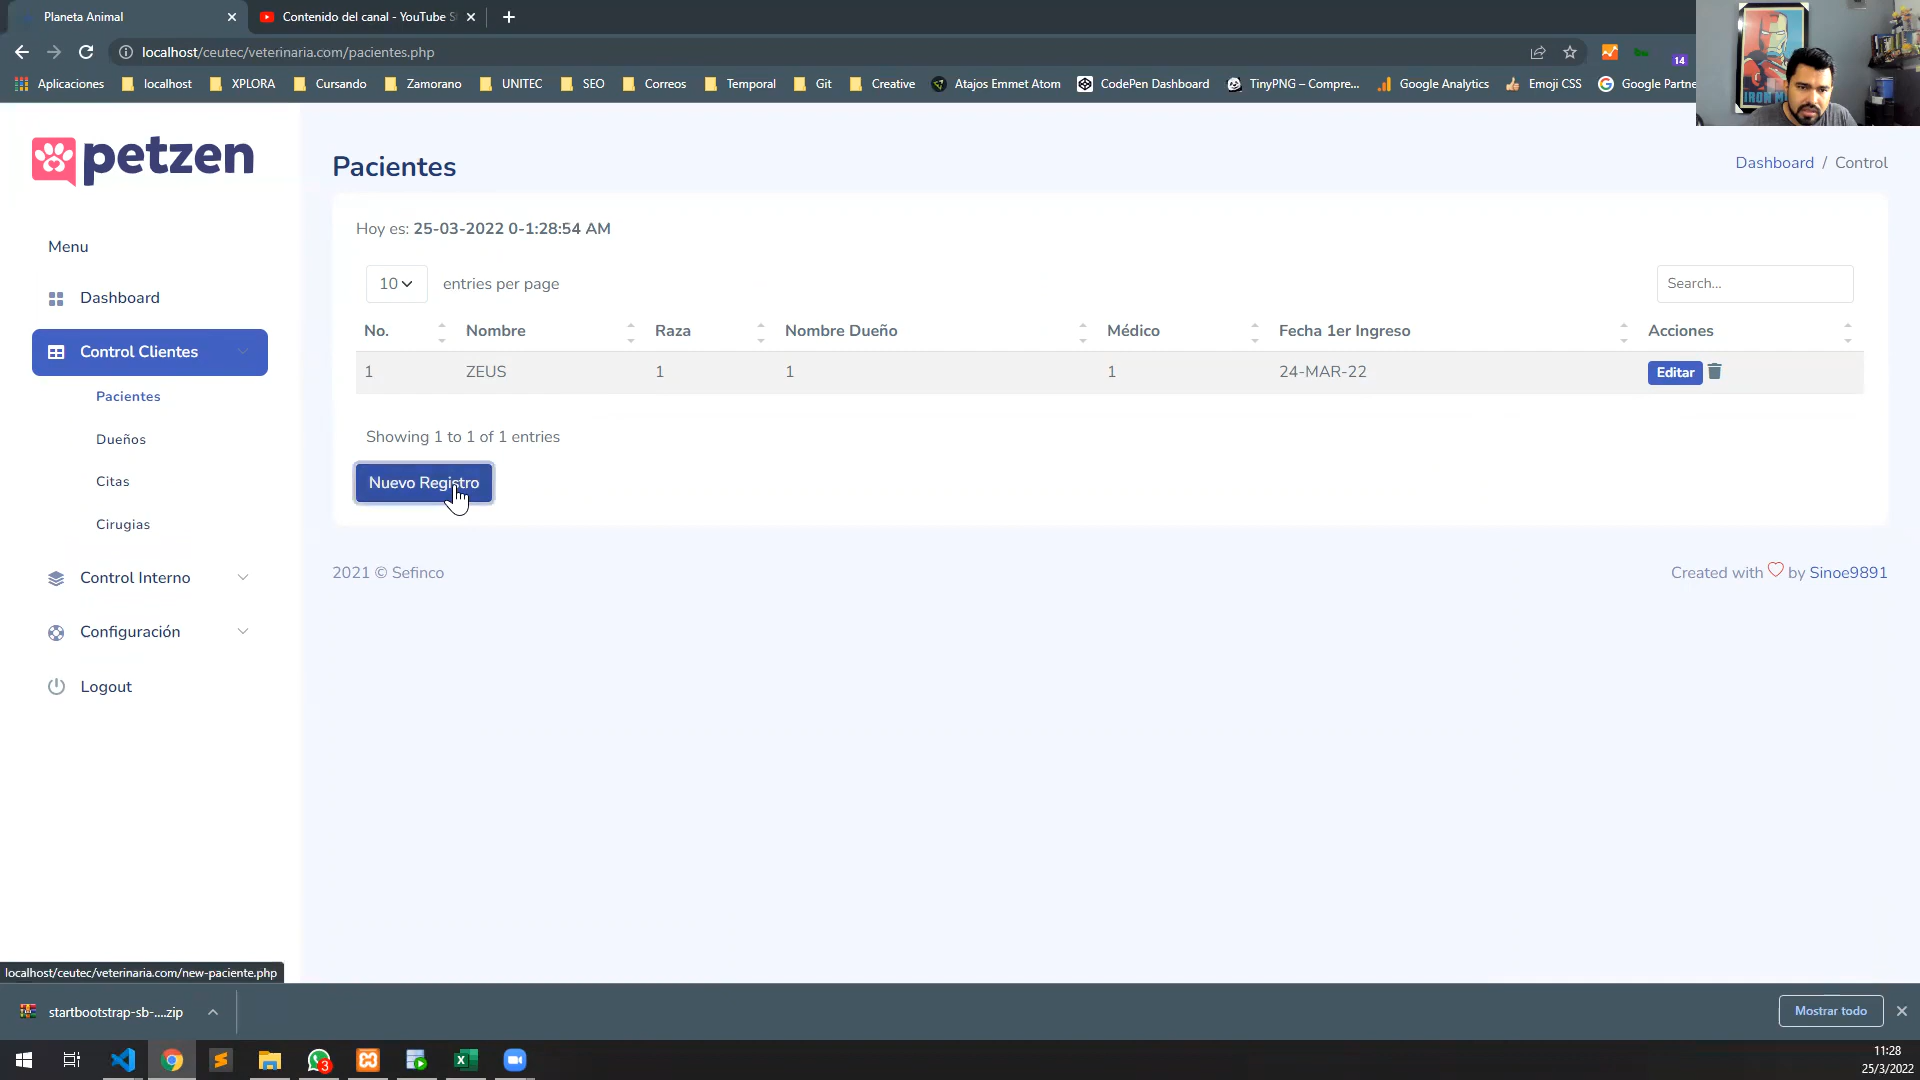 Planeta Animal
Contenido del canal - YouTube S
localhost/ceutec/veterinaria.com/pacientes.php
14
Aplicaciones localhost XPLORA Cursando Zamorano UNITEC SEO Correos Temporal Git Creative Atajos Emmet Atom CodePen Dashboard TinyPNG – Compre... Google Analytics Emoji CSS Google Partne
IRON M
petzen
Menu
Dashboard
Control Clientes
Pacientes
Dueños
Citas
Cirugias
Control Interno
Configuración
Logout
Pacientes
Dashboard / Control
Hoy es: 25-03-2022 0-1:28:54 AM
10 entries per page
Search...
No. Nombre Raza Nombre Dueño Médico Fecha 1er Ingreso Acciones
1 ZEUS 1 1 1 24-MAR-22 Editar
Showing 1 to 1 of 1 entries
Nuevo Registro
2021 © Sefinco
Created with by Sinoe9891
localhost/ceutec/veterinaria.com/new-paciente.php
startbootstrap-sb-....zip
Mostrar todo
3
11:28
25/3/2022